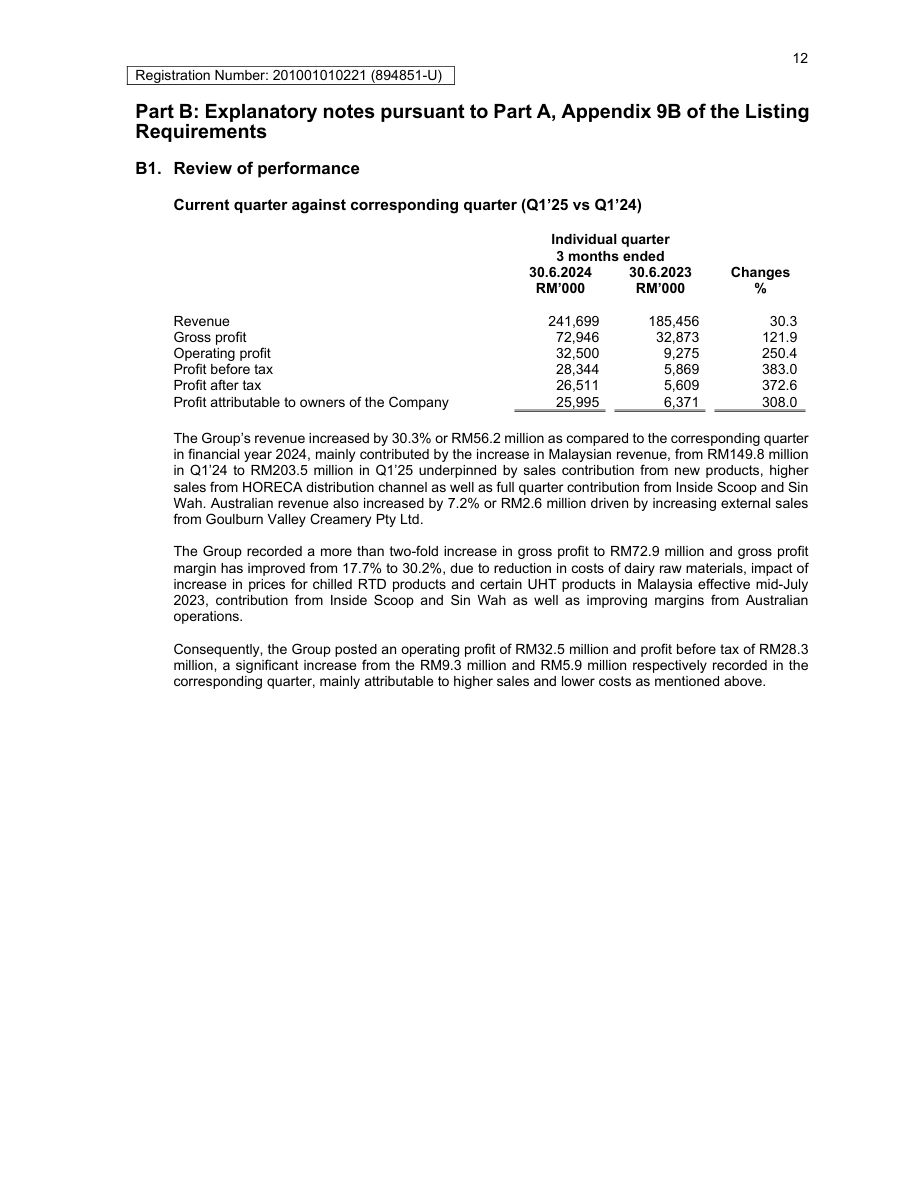 12
Registration Number: 201001010221 (894851-U)
Part B: Explanatory notes pursuant to Part A, Appendix 9B of the Listing
Requirements
B1. Review of performance
Current quarter against corresponding quarter (Q1’25 vs Q1’24)
Individual quarter
3 months ended
30.6.2024 30.6.2023 Changes
RM’000 RM’000 %
Revenue 241,699 185,456 30.3
Gross profit 72,946 32,873 121.9
Operating profit 32,500 9,275 250.4
Profit before tax 28,344 5,869 383.0
Profit after tax 26,511 5,609 372.6
Profit attributable to owners of the Company 25,995 6,371 308.0
The Group’s revenue increased by 30.3% or RM56.2 million as compared to the corresponding quarter
in financial year 2024, mainly contributed by the increase in Malaysian revenue, from RM149.8 million
in Q1’24 to RM203.5 million in Q1’25 underpinned by sales contribution from new products, higher
sales from HORECA distribution channel as well as full quarter contribution from Inside Scoop and Sin
Wah. Australian revenue also increased by 7.2% or RM2.6 million driven by increasing external sales
from Goulburn Valley Creamery Pty Ltd.
The Group recorded a more than two-fold increase in gross profit to RM72.9 million and gross profit
margin has improved from 17.7% to 30.2%, due to reduction in costs of dairy raw materials, impact of
increase in prices for chilled RTD products and certain UHT products in Malaysia effective mid-July
2023, contribution from Inside Scoop and Sin Wah as well as improving margins from Australian
operations.
Consequently, the Group posted an operating profit of RM32.5 million and profit before tax of RM28.3
million, a significant increase from the RM9.3 million and RM5.9 million respectively recorded in the
corresponding quarter, mainly attributable to higher sales and lower costs as mentioned above.